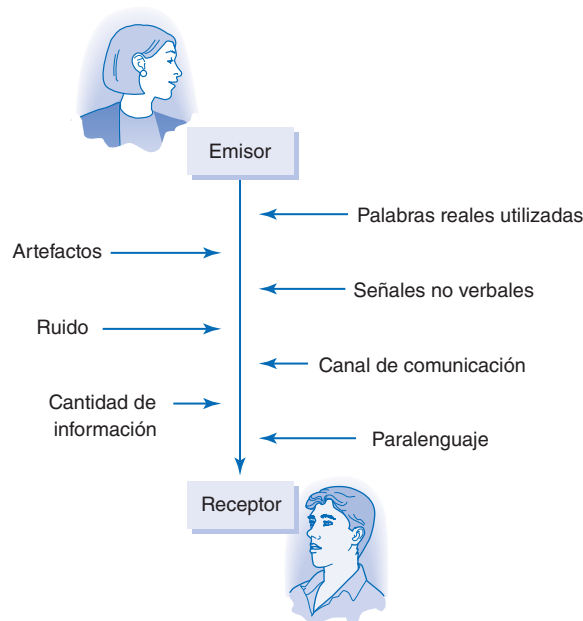 Emisor
Palabras reales utilizadas
Artefactos
Señales no verbales
Ruido
Canal de comunicación
Cantidad de
información
Paralenguaje
Receptor